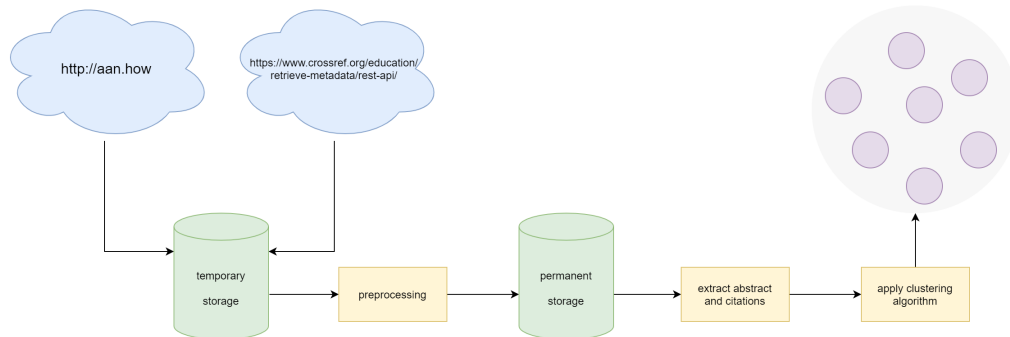 http://aan.how
https://www.crossref.org/education/
retrieve-metadata/rest-api/
temporary
storage
preprocessing
permanent
storage
extract abstract
and citations
apply clustering
algorithm